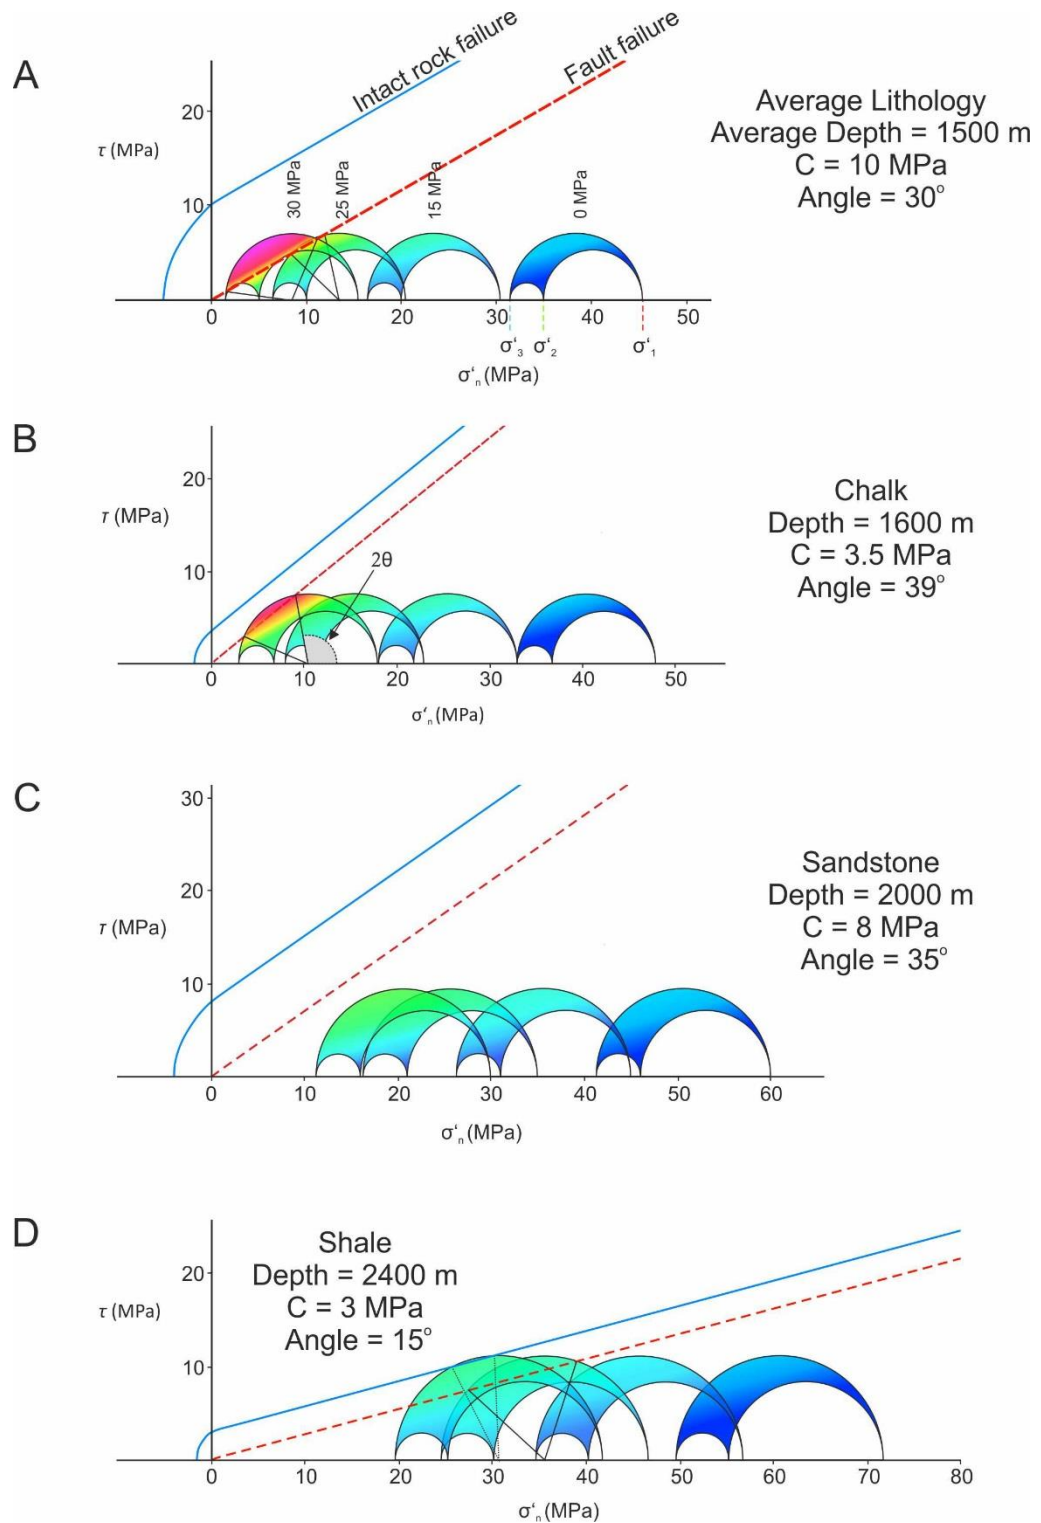 A
Intact rock failure
Fault failure
Average Lithology
Average Depth = 1500 m
C = 10 MPa
Angle = 30°
τ (MPa)
20
10
30 MPa
25 MPa
15 MPa
0 MPa
0 10 20 30 40 50
σ'₃ σ'₂ σ'₁
σ'ₙ (MPa)
B
Chalk
Depth = 1600 m
C = 3.5 MPa
Angle = 39°
20
τ (MPa)
10
2θ
0 10 20 30 40 50
σ'ₙ (MPa)
C
30
Sandstone
Depth = 2000 m
C = 8 MPa
Angle = 35°
20
τ (MPa)
10
0 10 20 30 40 50 60
σ'ₙ (MPa)
D
Shale
Depth = 2400 m
C = 3 MPa
Angle = 15°
20
τ (MPa)
10
0 20 30 40 50 60 70 80
σ'ₙ (MPa)